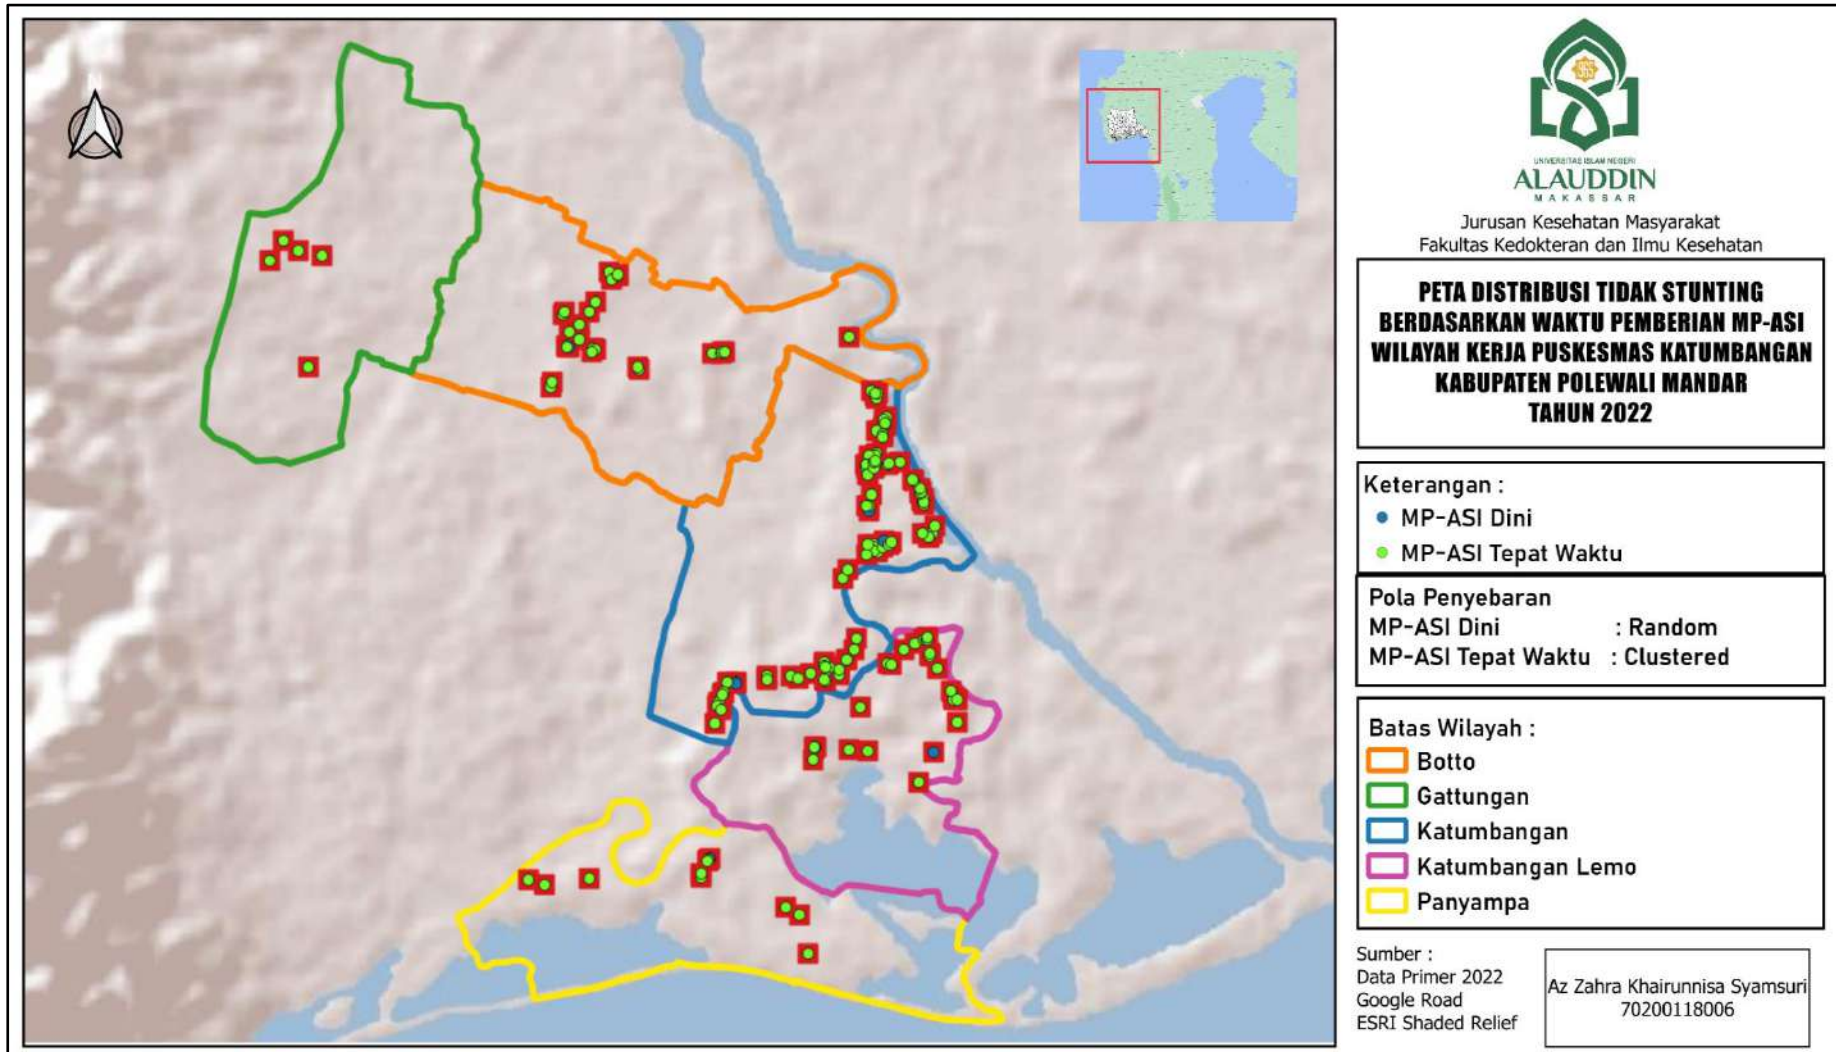 N
965
UNIVERSITAS ISLAM NEGERI
ALAUDDIN
MAKASSAR
Jurusan Kesehatan Masyarakat
Fakultas Kedokteran dan Ilmu Kesehatan
PETA DISTRIBUSI TIDAK STUNTING
BERDASARKAN WAKTU PEMBERIAN MP-ASI
WILAYAH KERJA PUSKESMAS KATUMBANGAN
KABUPATEN POLEWALI MANDAR
TAHUN 2022
Keterangan :
MP-ASI Dini
MP-ASI Tepat Waktu
Pola Penyebaran
MP-ASI Dini : Random
MP-ASI Tepat Waktu : Clustered
Batas Wilayah :
Botto
Gattungan
Katumbangan
Katumbangan Lemo
Panyampa
Sumber :
Data Primer 2022
Google Road
ESRI Shaded Relief
Az Zahra Khairunnisa Syamsuri
70200118006